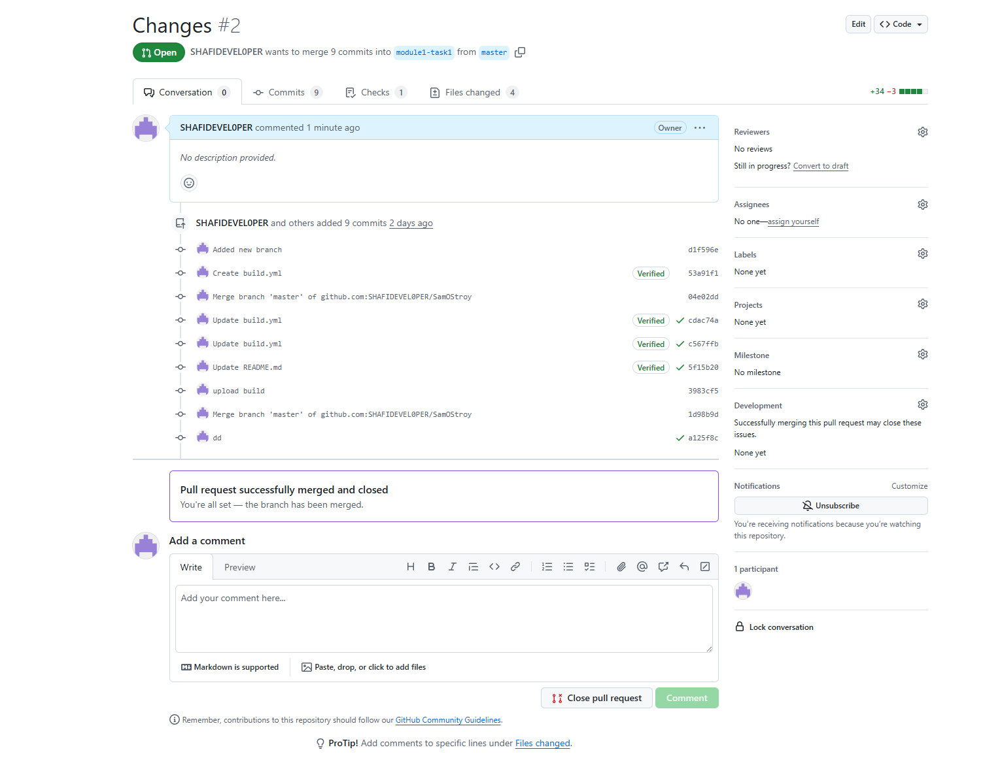 Changes #2
Edit
Code
Open
SHAFIDEVEL0PER wants to merge 9 commits into module1-task1 from master
Conversation 0
Commits 9
Checks 1
Files changed 4
+34 −3
SHAFIDEVEL0PER commented 1 minute ago
Owner
No description provided.
SHAFIDEVEL0PER and others added 9 commits 2 days ago
Added new branch d1f596e
Create build.yml Verified 53a91f1
Merge branch 'master' of github.com:SHAFIDEVEL0PER/SamOStroy 04e02dd
Update build.yml Verified cdac74a
Update build.yml Verified c567ffb
Update README.md Verified 5f15b20
upload build 3983cf5
Merge branch 'master' of github.com:SHAFIDEVEL0PER/SamOStroy 1d98b9d
dd a125f8c
Pull request successfully merged and closed
You're all set — the branch has been merged.
Add a comment
Write
Preview
Add your comment here...
Markdown is supported
Paste, drop, or click to add files
Close pull request
Comment
Remember, contributions to this repository should follow our GitHub Community Guidelines.
ProTip! Add comments to specific lines under Files changed.
Reviewers
No reviews
Still in progress? Convert to draft
Assignees
No one—assign yourself
Labels
None yet
Projects
None yet
Milestone
No milestone
Development
Successfully merging this pull request may close these
issues.
None yet
Notifications
Customize
Unsubscribe
You're receiving notifications because you're watching
this repository.
1 participant
Lock conversation